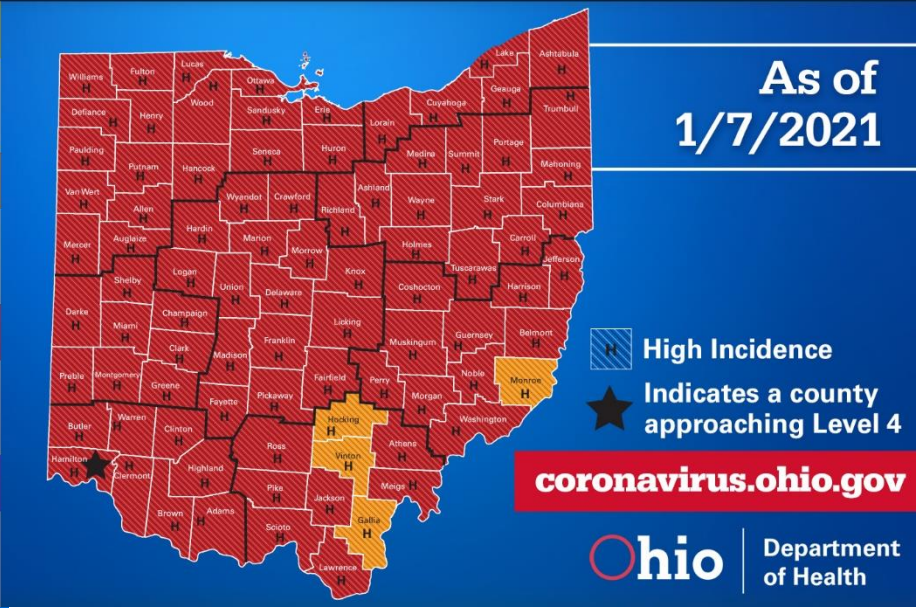 As of
1/7/2021
High Incidence
H
Indicates a county
approaching Level 4
coronavirus.ohio.gov
Ohio
Department
of Health
Williams
H
Fulton
H
Lucas
H
Ottawa
H
Lake
H
Ashtabula
H
Geauga
H
Cuyahoga
H
Trumbull
H
Defiance
H
Henry
H
Wood
H
Sandusky
H
Erie
H
Lorain
H
Medina
H
Summit
H
Portage
H
Mahoning
H
Paulding
H
Putnam
H
Hancock
H
Seneca
H
Huron
H
Ashland
H
Wayne
H
Stark
H
Columbiana
H
Van Wert
H
Allen
H
Wyandot
H
Crawford
H
Richland
H
Mercer
H
Auglaize
H
Hardin
H
Marion
H
Morrow
H
Holmes
H
Tuscarawas
H
Carroll
H
Jefferson
H
Shelby
H
Logan
H
Union
H
Delaware
H
Knox
H
Coshocton
H
Harrison
H
Darke
H
Miami
H
Champaign
H
Licking
H
Muskingum
H
Guernsey
H
Belmont
H
Clark
H
Madison
H
Franklin
H
Preble
H
Montgomery
H
Greene
H
Fayette
H
Pickaway
H
Fairfield
H
Perry
H
Morgan
H
Noble
H
Monroe
H
Butler
H
Warren
H
Clinton
H
Ross
H
Hocking
H
Athens
H
Washington
H
Hamilton
H
Clermont
H
Highland
H
Vinton
H
Meigs
H
Brown
H
Adams
H
Pike
H
Jackson
H
Gallia
H
Scioto
H
Lawrence
H